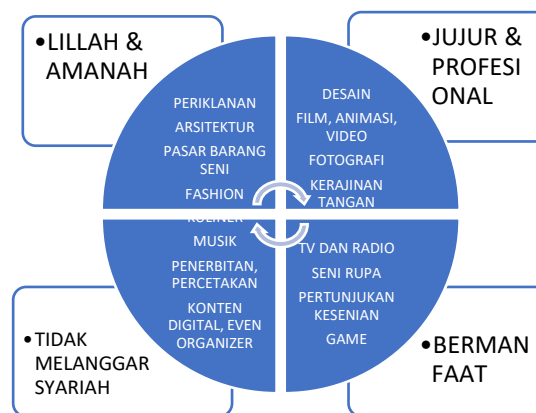 •LILLAH &
AMANAH
•JUJUR &
PROFESI
ONAL
PERIKLANAN
ARSITEKTUR
PASAR BARANG
SENI
FASHION
DESAIN
FILM, ANIMASI,
VIDEO
FOTOGRAFI
KERAJINAN
TANGAN
KULINER
MUSIK
PENERBITAN,
PERCETAKAN
KONTEN
DIGITAL, EVEN
ORGANIZER
TV DAN RADIO
SENI RUPA
PERTUNJUKAN
KESENIAN
GAME
•TIDAK
MELANGGAR
SYARIAH
•BERMAN
FAAT